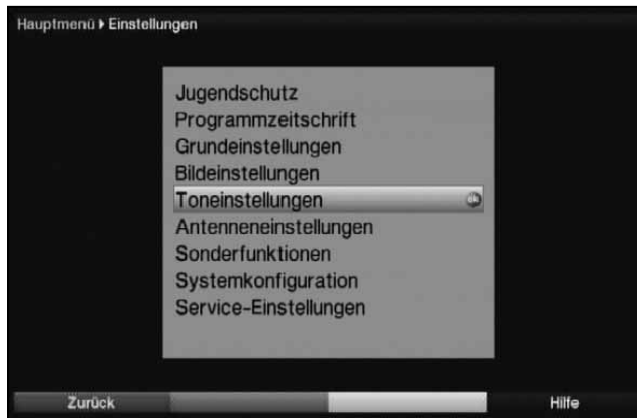 Hauptmenü ▸ Einstellungen
Jugendschutz
Programmzeitschrift
Grundeinstellungen
Bildeinstellungen
Toneinstellungen
Antenneneinstellungen
Sonderfunktionen
Systemkonfiguration
Service-Einstellungen
Zurück Hilfe